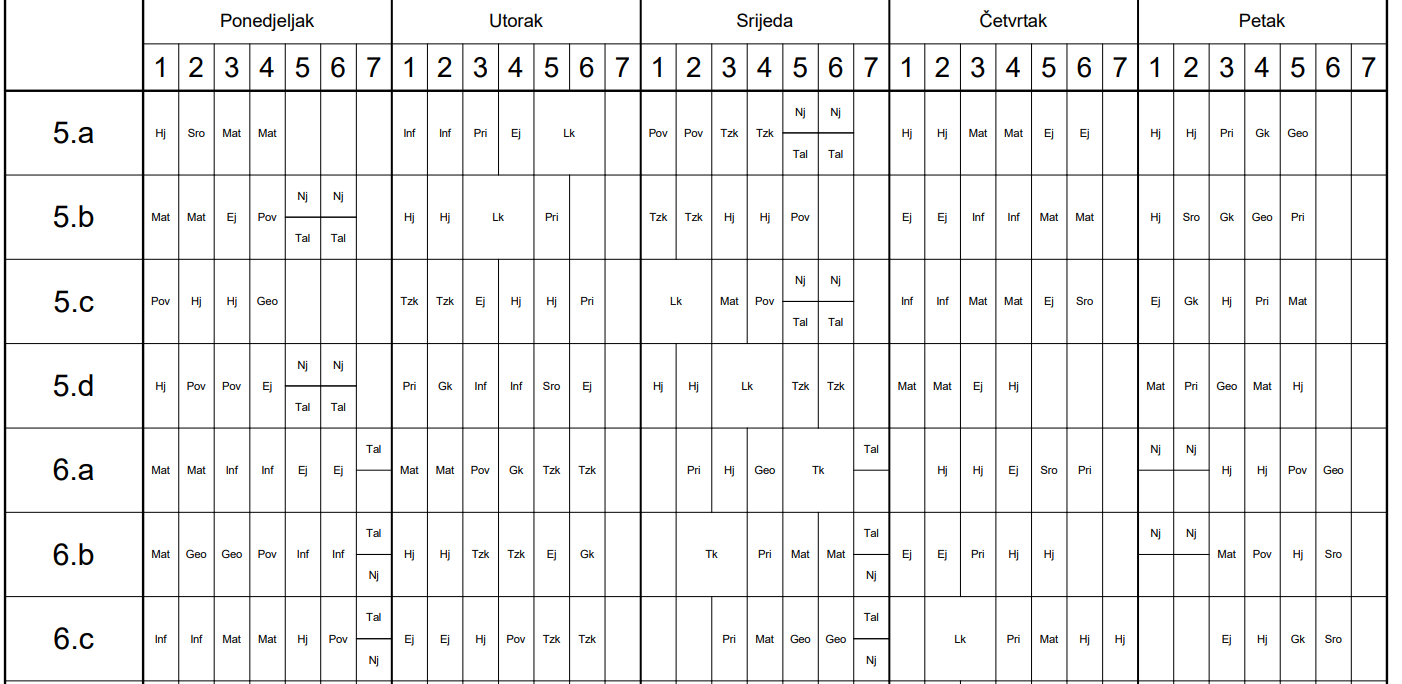 Ponedjeljak Utorak Srijeda Četvrtak Petak
1 2 3 4 5 6 7 1 2 3 4 5 6 7 1 2 3 4 5 6 7 1 2 3 4 5 6 7 1 2 3 4 5 6 7
Nj Nj
5.a Hj Sro Mat Mat Inf Inf Pri Ej Lk Pov Pov Tzk Tzk Hj Hj Mat Mat Ej Ej Hj Hj Pri Gk Geo
Tal Tal
Nj Nj
5.b Mat Mat Ej Pov Hj Hj Lk Pri Tzk Tzk Hj Hj Pov Ej Ej Inf Inf Mat Mat Hj Sro Gk Geo Pri
Tal Tal
Nj Nj
5.c Pov Hj Hj Geo Tzk Tzk Ej Hj Hj Pri Lk Mat Pov Inf Inf Mat Mat Ej Sro Ej Gk Hj Pri Mat
Tal Tal
Nj Nj
5.d Hj Pov Pov Ej Pri Gk Inf Inf Sro Ej Hj Hj Lk Tzk Tzk Mat Mat Ej Hj Mat Pri Geo Mat Hj
Tal Tal
Tal Tal Nj Nj
6.a Mat Mat Inf Inf Ej Ej Mat Mat Pov Gk Tzk Tzk Pri Hj Geo Tk Hj Hj Ej Sro Pri Hj Hj Pov Geo
Tal Tal Nj Nj
6.b Mat Geo Geo Pov Inf Inf Hj Hj Tzk Tzk Ej Gk Tk Pri Mat Mat Ej Ej Pri Hj Hj Mat Pov Hj Sro
Nj Nj
Tal Tal
6.c Inf Inf Mat Mat Hj Pov Ej Ej Hj Pov Tzk Tzk Pri Mat Geo Geo Lk Pri Mat Hj Hj Ej Hj Gk Sro
Nj Nj